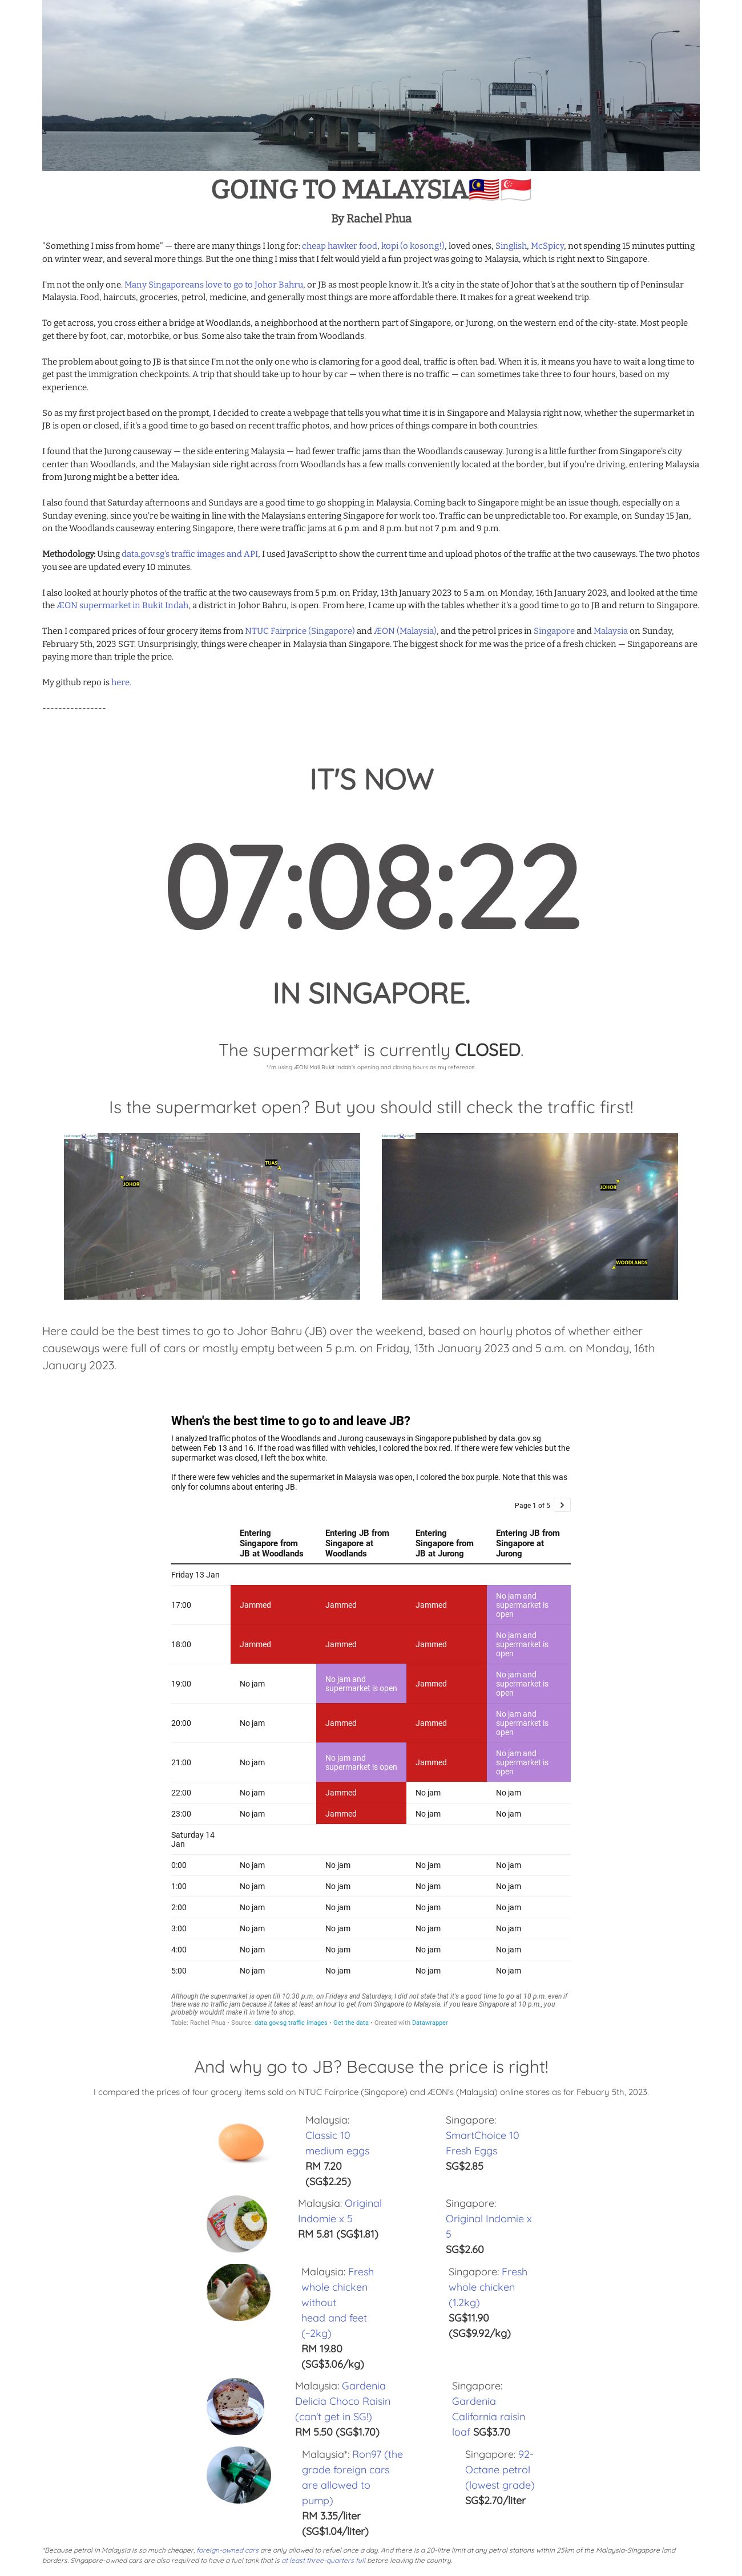 GOING TO MALAYSIA🇲🇾🇸🇬
By Rachel Phua
"Something I miss from home" — there are many things I long for: cheap hawker food, kopi (o kosong!), loved ones, Singlish, McSpicy, not spending 15 minutes putting
on winter wear, and several more things. But the one thing I miss that I felt would yield a fun project was going to Malaysia, which is right next to Singapore.
I'm not the only one. Many Singaporeans love to go to Johor Bahru, or JB as most people know it. It's a city in the state of Johor that's at the southern tip of Peninsular
Malaysia. Food, haircuts, groceries, petrol, medicine, and generally most things are more affordable there. It makes for a great weekend trip.
To get across, you cross either a bridge at Woodlands, a neighborhood at the northern part of Singapore, or Jurong, on the western end of the city-state. Most people
get there by foot, car, motorbike, or bus. Some also take the train from Woodlands.
The problem about going to JB is that since I'm not the only one who is clamoring for a good deal, traffic is often bad. When it is, it means you have to wait a long time to
get past the immigration checkpoints. A trip that should take up to hour by car — when there is no traffic — can sometimes take three to four hours, based on my
experience.
So as my first project based on the prompt, I decided to create a webpage that tells you what time it is in Singapore and Malaysia right now, whether the supermarket in
JB is open or closed, if it's a good time to go based on recent traffic photos, and how prices of things compare in both countries.
I found that the Jurong causeway — the side entering Malaysia — had fewer traffic jams than the Woodlands causeway. Jurong is a little further from Singapore's city
center than Woodlands, and the Malaysian side right across from Woodlands has a few malls conveniently located at the border, but if you're driving, entering Malaysia
from Jurong might be a better idea.
I also found that Saturday afternoons and Sundays are a good time to go shopping in Malaysia. Coming back to Singapore might be an issue though, especially on a
Sunday evening, since you're be waiting in line with the Malaysians entering Singapore for work too. Traffic can be unpredictable too. For example, on Sunday 15 Jan,
on the Woodlands causeway entering Singapore, there were traffic jams at 6 p.m. and 8 p.m. but not 7 p.m. and 9 p.m.
Methodology: Using data.gov.sg's traffic images and API, I used JavaScript to show the current time and upload photos of the traffic at the two causeways. The two photos
you see are updated every 10 minutes.
I also looked at hourly photos of the traffic at the two causeways from 5 p.m. on Friday, 13th January 2023 to 5 a.m. on Monday, 16th January 2023, and looked at the time
the ÆON supermarket in Bukit Indah, a district in Johor Bahru, is open. From here, I came up with the tables whether it's a good time to go to JB and return to Singapore.
Then I compared prices of four grocery items from NTUC Fairprice (Singapore) and ÆON (Malaysia), and the petrol prices in Singapore and Malaysia on Sunday,
February 5th, 2023 SGT. Unsurprisingly, things were cheaper in Malaysia than Singapore. The biggest shock for me was the price of a fresh chicken — Singaporeans are
paying more than triple the price.
My github repo is here.
----------------
IT'S NOW
07:08:22
IN SINGAPORE.
The supermarket* is currently CLOSED.
*I'm using ÆON Mall Bukit Indah's opening and closing hours as my reference.
Is the supermarket open? But you should still check the traffic first!
JOHOR
TUAS
JOHOR
WOODLANDS
Here could be the best times to go to Johor Bahru (JB) over the weekend, based on hourly photos of whether either
causeways were full of cars or mostly empty between 5 p.m. on Friday, 13th January 2023 and 5 a.m. on Monday, 16th
January 2023.
When's the best time to go to and leave JB?
I analyzed traffic photos of the Woodlands and Jurong causeways in Singapore published by data.gov.sg
between Feb 13 and 16. If the road was filled with vehicles, I colored the box red. If there were few vehicles but the
supermarket was closed, I left the box white.
If there were few vehicles and the supermarket in Malaysia was open, I colored the box purple. Note that this was
only for columns about entering JB.
Page 1 of 5 >
Entering Singapore from JB at Woodlands
Entering JB from Singapore at Woodlands
Entering Singapore from JB at Jurong
Entering JB from Singapore at Jurong
Friday 13 Jan
17:00 Jammed Jammed Jammed No jam and supermarket is open
18:00 Jammed Jammed Jammed No jam and supermarket is open
19:00 No jam No jam and supermarket is open Jammed No jam and supermarket is open
20:00 No jam Jammed Jammed No jam and supermarket is open
21:00 No jam No jam and supermarket is open Jammed No jam and supermarket is open
22:00 No jam Jammed No jam No jam
23:00 No jam Jammed No jam No jam
Saturday 14 Jan
0:00 No jam No jam No jam No jam
1:00 No jam No jam No jam No jam
2:00 No jam No jam No jam No jam
3:00 No jam No jam No jam No jam
4:00 No jam No jam No jam No jam
5:00 No jam No jam No jam No jam
Although the supermarket is open till 10:30 p.m. on Fridays and Saturdays, I did not state that it's a good time to go at 10 p.m. even if
there was no traffic jam because it takes at least an hour to get from Singapore to Malaysia. If you leave Singapore at 10 p.m., you
probably wouldn't make it in time to shop.
Table: Rachel Phua • Source: data.gov.sg traffic images • Get the data • Created with Datawrapper
And why go to JB? Because the price is right!
I compared the prices of four grocery items sold on NTUC Fairprice (Singapore) and ÆON's (Malaysia) online stores as for Febuary 5th, 2023.
Malaysia:
Classic 10
medium eggs
RM 7.20
(SG$2.25)
Singapore:
SmartChoice 10
Fresh Eggs
SG$2.85
Malaysia: Original
Indomie x 5
RM 5.81 (SG$1.81)
Singapore:
Original Indomie x
5
SG$2.60
Malaysia: Fresh
whole chicken
without
head and feet
(~2kg)
RM 19.80
(SG$3.06/kg)
Singapore: Fresh
whole chicken
(1.2kg)
SG$11.90
(SG$9.92/kg)
Malaysia: Gardenia
Delicia Choco Raisin
(can't get in SG!)
RM 5.50 (SG$1.70)
Singapore:
Gardenia
California raisin
loaf SG$3.70
Malaysia*: Ron97 (the
grade foreign cars
are allowed to
pump)
RM 3.35/liter
(SG$1.04/liter)
Singapore: 92-
Octane petrol
(lowest grade)
SG$2.70/liter
*Because petrol in Malaysia is so much cheaper, foreign-owned cars are only allowed to refuel once a day. And there is a 20-litre limit at any petrol stations within 25km of the Malaysia-Singapore land
borders. Singapore-owned cars are also required to have a fuel tank that is at least three-quarters full before leaving the country.